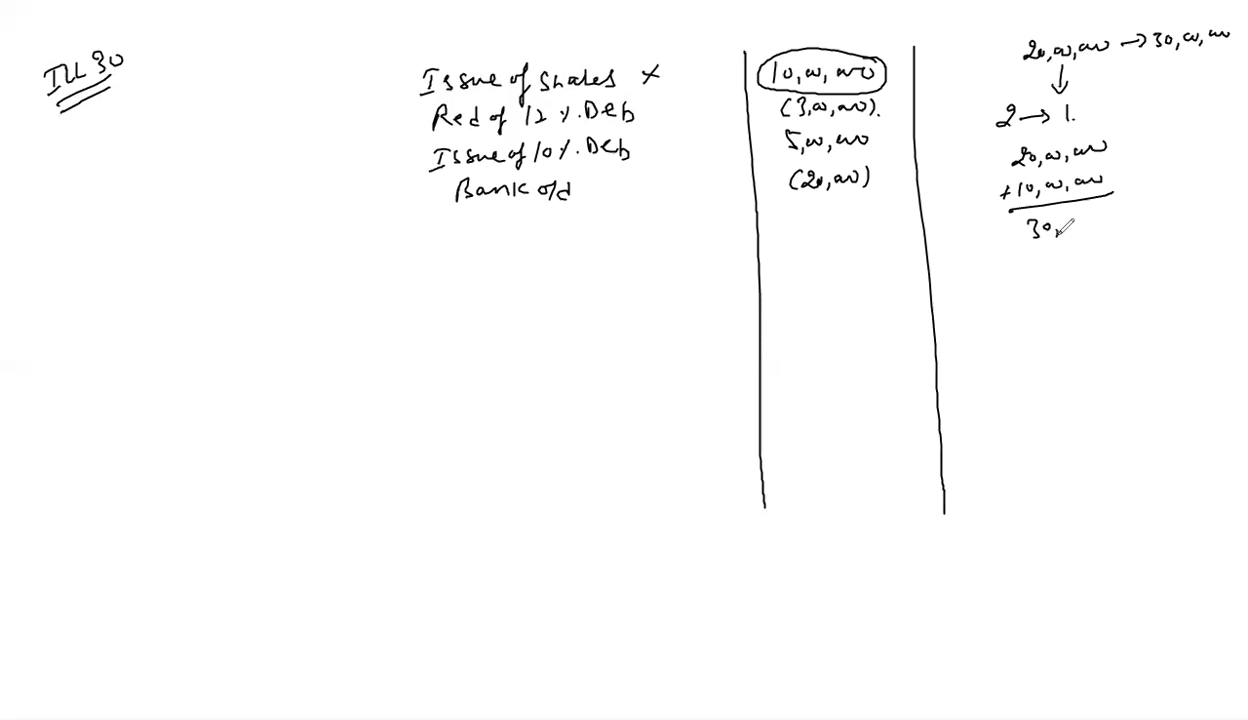 ILL 30
Issue of Shares × 10,00,000
Red of 12%.Deb (3,00,000).
Issue of 10%.Deb 5,00,000
Bank o/d (20,000)
20,00,000 → 30,00,000
↓
2 → 1.
20,00,000
+10,00,000
30,